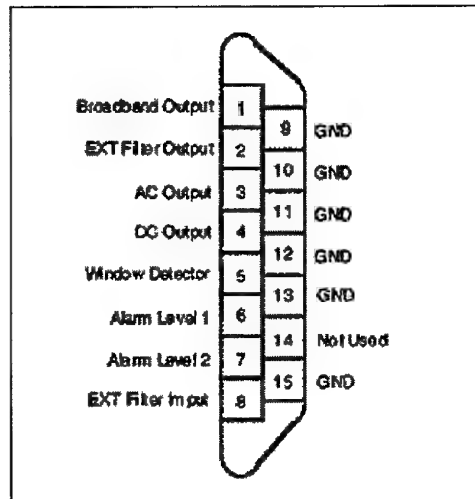 Broadband Output 1
9 GND
EXT Filter Output 2
10 GND
AC Output 3
11 GND
DC Output 4
12 GND
Window Detector 5
13 GND
Alarm Level 1 6
14 Not Used
Alarm Level 2 7
15 GND
EXT Filter Input 8